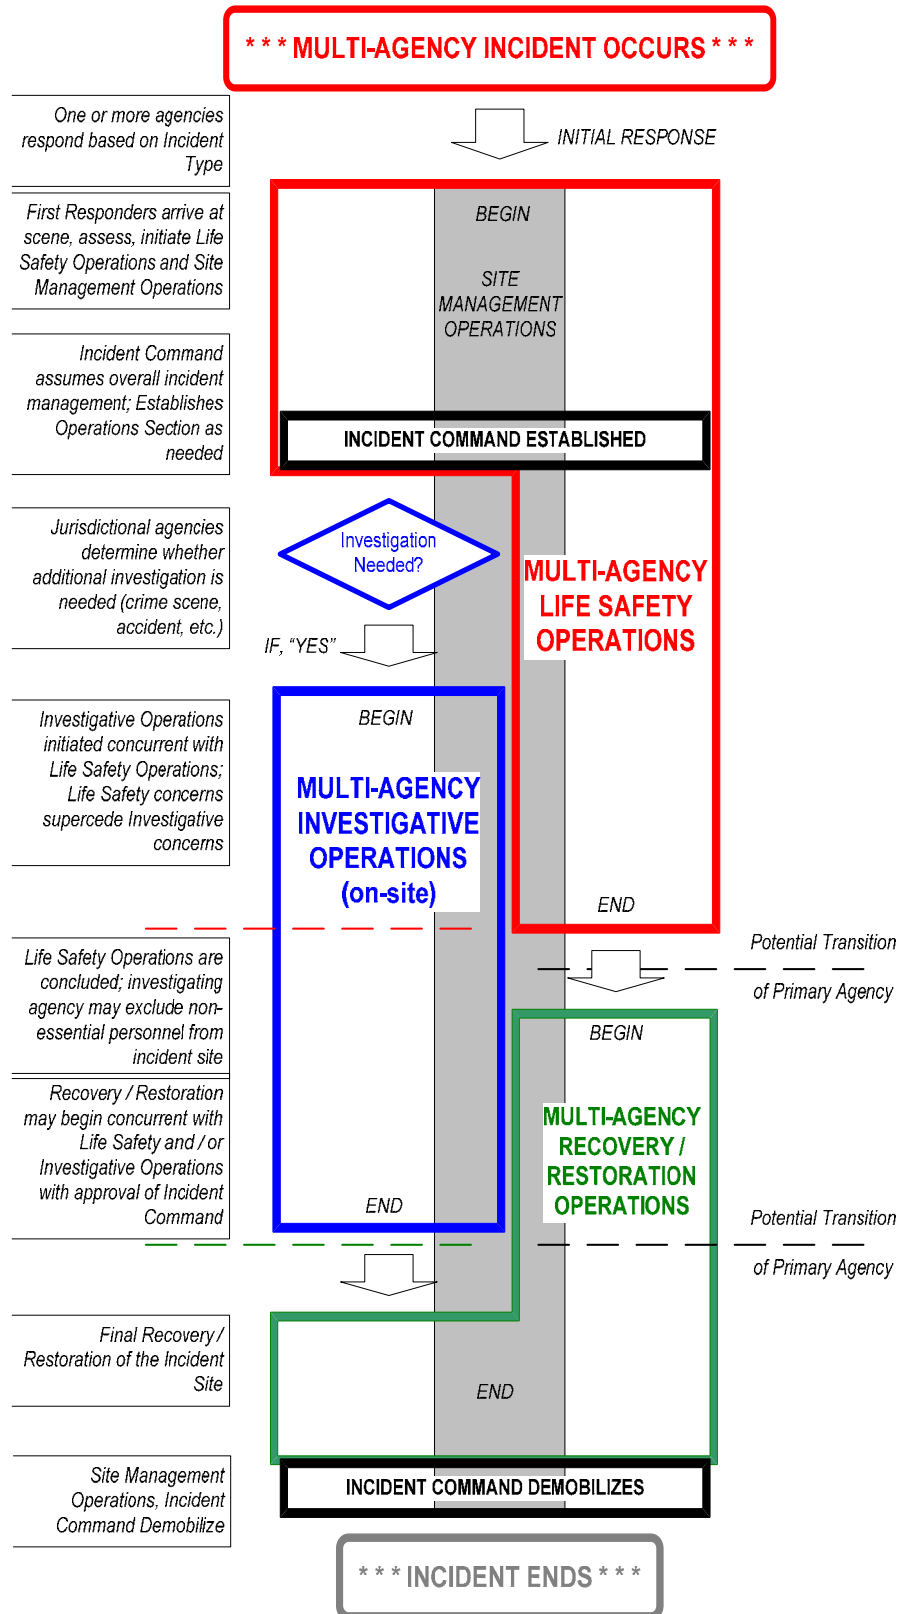 * * * MULTI-AGENCY INCIDENT OCCURS * * *
One or more agencies
respond based on Incident
Type
INITIAL RESPONSE
First Responders arrive at
scene, assess, initiate Life
Safety Operations and Site
Management Operations
BEGIN
SITE
MANAGEMENT
OPERATIONS
Incident Command
assumes overall incident
management; Establishes
Operations Section as
needed
INCIDENT COMMAND ESTABLISHED
Jurisdictional agencies
determine whether
additional investigation is
needed (crime scene,
accident, etc.)
Investigation
Needed?
MULTI-AGENCY
LIFE SAFETY
OPERATIONS
IF, “YES”
Investigative Operations
initiated concurrent with
Life Safety Operations;
Life Safety concerns
supercede Investigative
concerns
BEGIN
MULTI-AGENCY
INVESTIGATIVE
OPERATIONS
(on-site)
END
Potential Transition
of Primary Agency
Life Safety Operations are
concluded; investigating
agency may exclude non-
essential personnel from
incident site
BEGIN
Recovery / Restoration
may begin concurrent with
Life Safety and / or
Investigative Operations
with approval of Incident
Command
MULTI-AGENCY
RECOVERY /
RESTORATION
OPERATIONS
END
Potential Transition
of Primary Agency
Final Recovery /
Restoration of the Incident
Site
END
Site Management
Operations, Incident
Command Demobilize
INCIDENT COMMAND DEMOBILIZES
* * * INCIDENT ENDS * * *